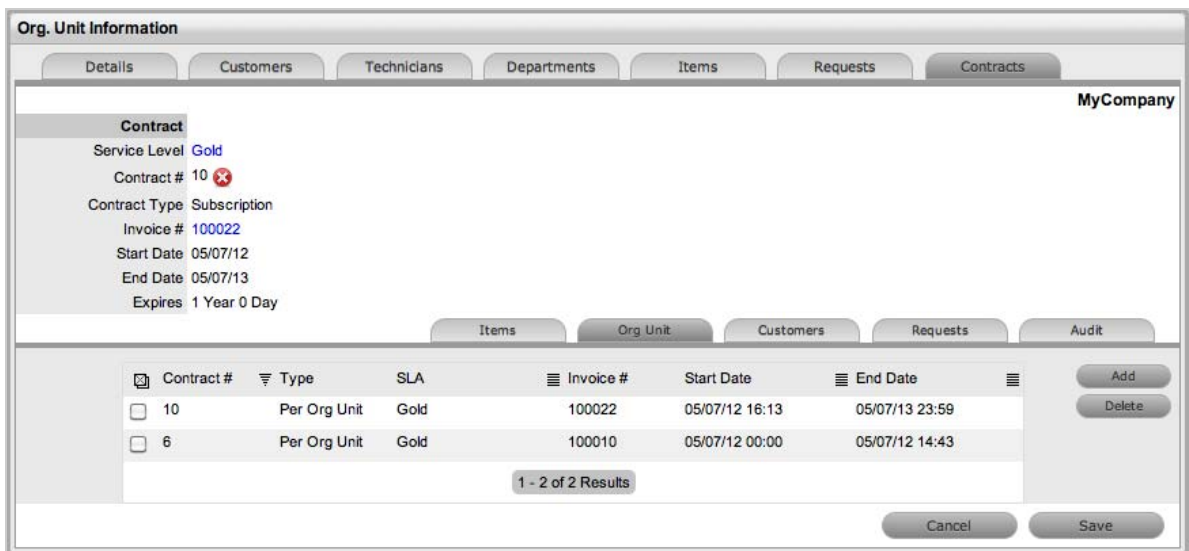 Org. Unit Information
Details Customers Technicians Departments Items Requests Contracts
MyCompany
Contract
Service Level Gold
Contract # 10
Contract Type Subscription
Invoice # 100022
Start Date 05/07/12
End Date 05/07/13
Expires 1 Year 0 Day
Items Org Unit Customers Requests Audit
Contract # Type SLA Invoice # Start Date End Date Add
10 Per Org Unit Gold 100022 05/07/12 16:13 05/07/13 23:59 Delete
6 Per Org Unit Gold 100010 05/07/12 00:00 05/07/12 14:43
1 - 2 of 2 Results
Cancel Save